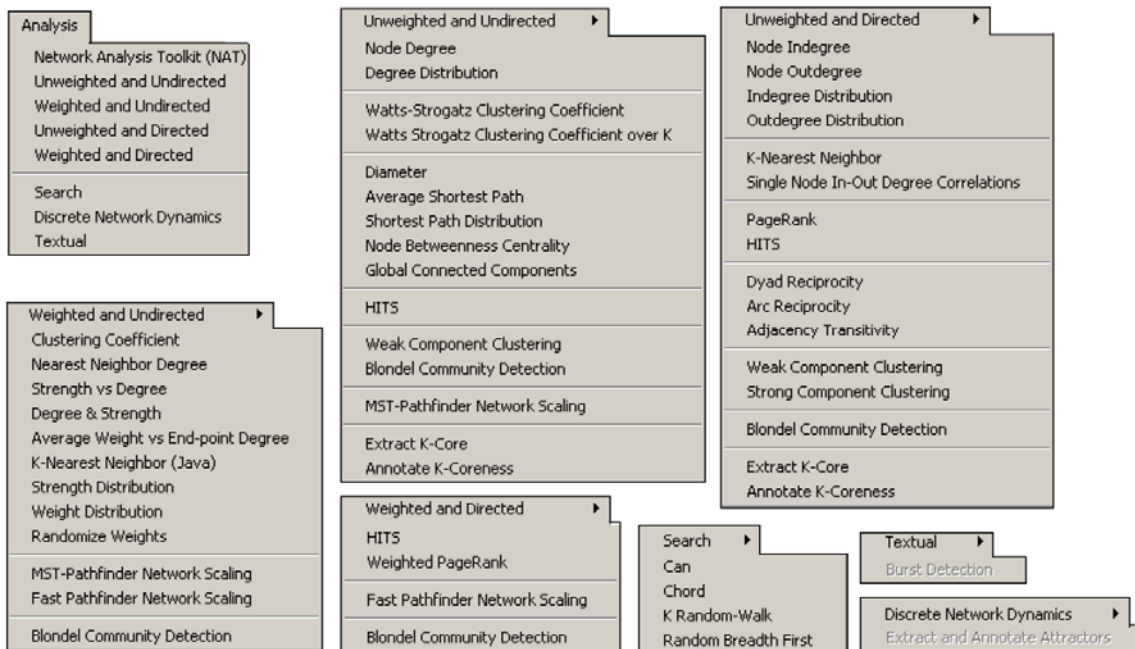 Analysis
Network Analysis Toolkit (NAT)
Unweighted and Undirected
Weighted and Undirected
Unweighted and Directed
Weighted and Directed
Search
Discrete Network Dynamics
Textual
Unweighted and Undirected
Node Degree
Degree Distribution
Watts-Strogatz Clustering Coefficient
Watts Strogatz Clustering Coefficient over K
Diameter
Average Shortest Path
Shortest Path Distribution
Node Betweenness Centrality
Global Connected Components
HITS
Weak Component Clustering
Blondel Community Detection
MST-Pathfinder Network Scaling
Extract K-Core
Annotate K-Coreness
Unweighted and Directed
Node Indegree
Node Outdegree
Indegree Distribution
Outdegree Distribution
K-Nearest Neighbor
Single Node In-Out Degree Correlations
PageRank
HITS
Dyad Reciprocity
Arc Reciprocity
Adjacency Transitivity
Weak Component Clustering
Strong Component Clustering
Blondel Community Detection
Extract K-Core
Annotate K-Coreness
Weighted and Undirected
Clustering Coefficient
Nearest Neighbor Degree
Strength vs Degree
Degree & Strength
Average Weight vs End-point Degree
K-Nearest Neighbor (Java)
Strength Distribution
Weight Distribution
Randomize Weights
MST-Pathfinder Network Scaling
Fast Pathfinder Network Scaling
Blondel Community Detection
Weighted and Directed
HITS
Weighted PageRank
Fast Pathfinder Network Scaling
Blondel Community Detection
Search
Can
Chord
K Random-Walk
Random Breadth First
Textual
Burst Detection
Discrete Network Dynamics
Extract and Annotate Attractors